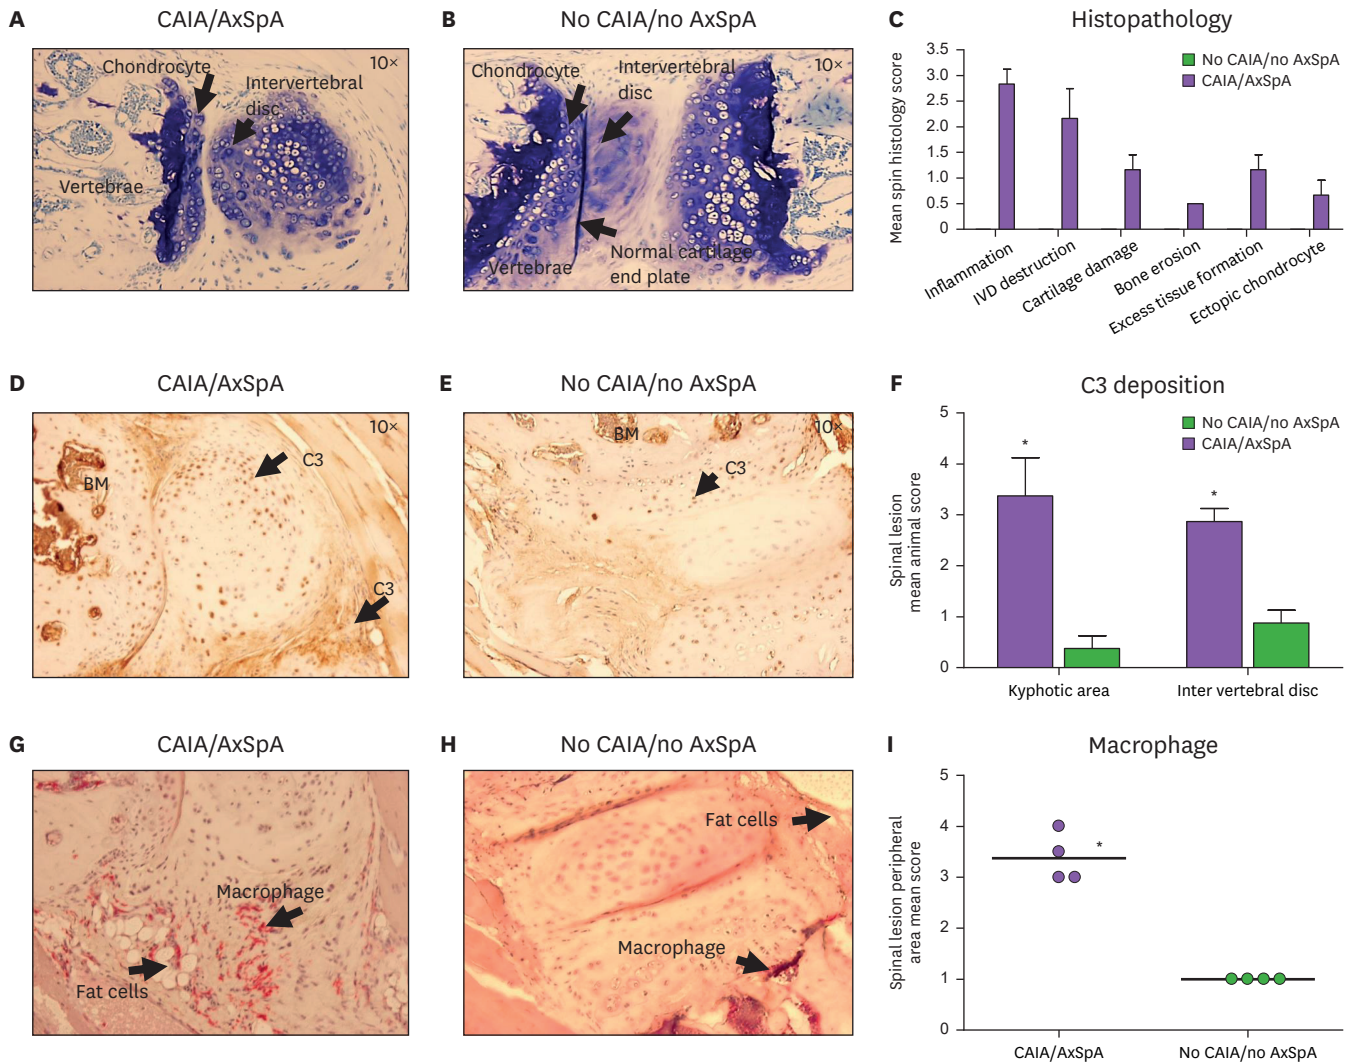 A CAIA/AxSpA
10×
Chondrocyte
Intervertebral
disc
Vertebrae
B No CAIA/no AxSpA
10×
Chondrocyte
Intervertebral
disc
Vertebrae
Normal cartilage
end plate
C Histopathology
Mean spin histology score
3.5
3.0
2.5
2.0
1.5
1.0
0.5
0
No CAIA/no AxSpA
CAIA/AxSpA
Inflammation
IVD destruction
Cartilage damage
Bone erosion
Excess tissue formation
Ectopic chondrocyte
D CAIA/AxSpA
10×
C3
BM
C3
E No CAIA/no AxSpA
10×
BM
C3
F C3 deposition
Spinal lesion
mean animal score
5
4
3
2
1
0
No CAIA/no AxSpA
CAIA/AxSpA
*
*
Kyphotic area
Inter vertebral disc
G CAIA/AxSpA
Macrophage
Fat cells
H No CAIA/no AxSpA
Fat cells
Macrophage
I Macrophage
Spinal lesion peripheral
area mean score
5
4
3
2
1
0
*
CAIA/AxSpA
No CAIA/no AxSpA